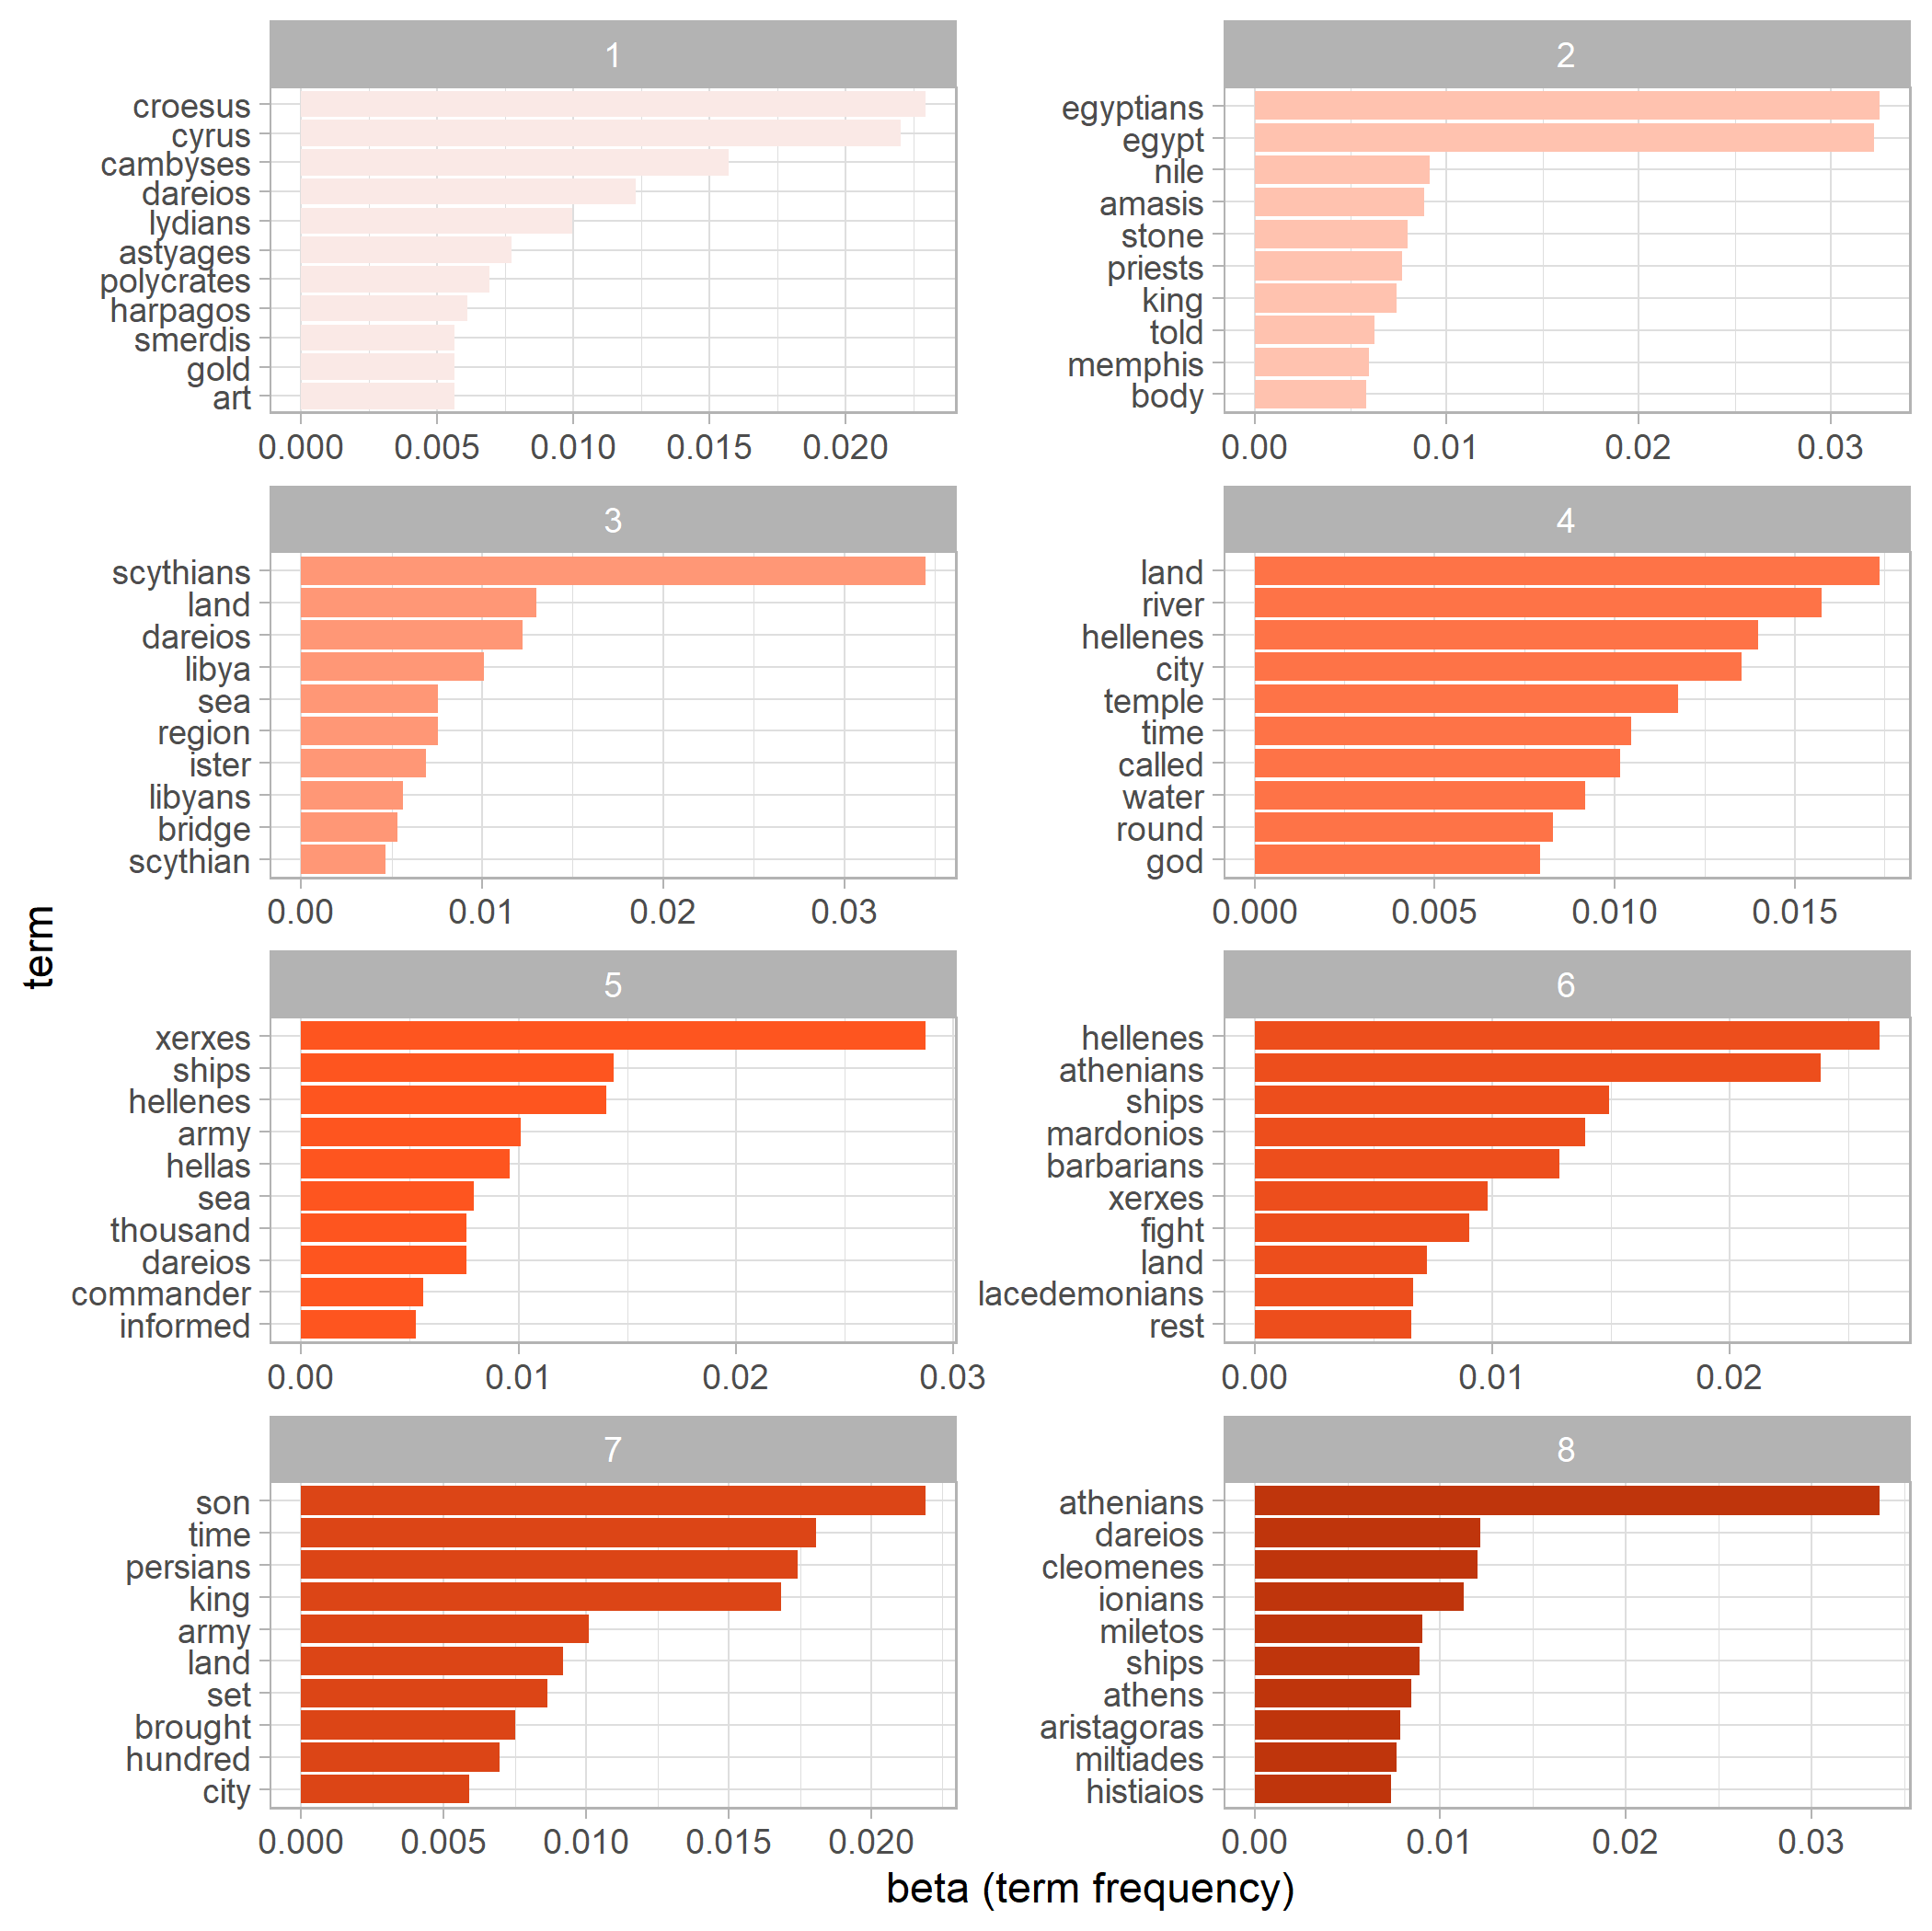 1
croesus
cyrus
cambyses
dareios
lydians
astyages
polycrates
harpagos
smerdis
gold
art
0.000 0.005 0.010 0.015 0.020
2
egyptians
egypt
nile
amasis
stone
priests
king
told
memphis
body
0.00 0.01 0.02 0.03
3
scythians
land
dareios
libya
sea
region
ister
libyans
bridge
scythian
0.00 0.01 0.02 0.03
4
land
river
hellenes
city
temple
time
called
water
round
god
0.000 0.005 0.010 0.015
5
xerxes
ships
hellenes
army
hellas
sea
thousand
dareios
commander
informed
0.00 0.01 0.02 0.03
6
hellenes
athenians
ships
mardonios
barbarians
xerxes
fight
land
lacedemonians
rest
0.00 0.01 0.02
7
son
time
persians
king
army
land
set
brought
hundred
city
0.000 0.005 0.010 0.015 0.020
8
athenians
dareios
cleomenes
ionians
miletos
ships
athens
aristagoras
miltiades
histiaios
0.00 0.01 0.02 0.03
term
beta (term frequency)